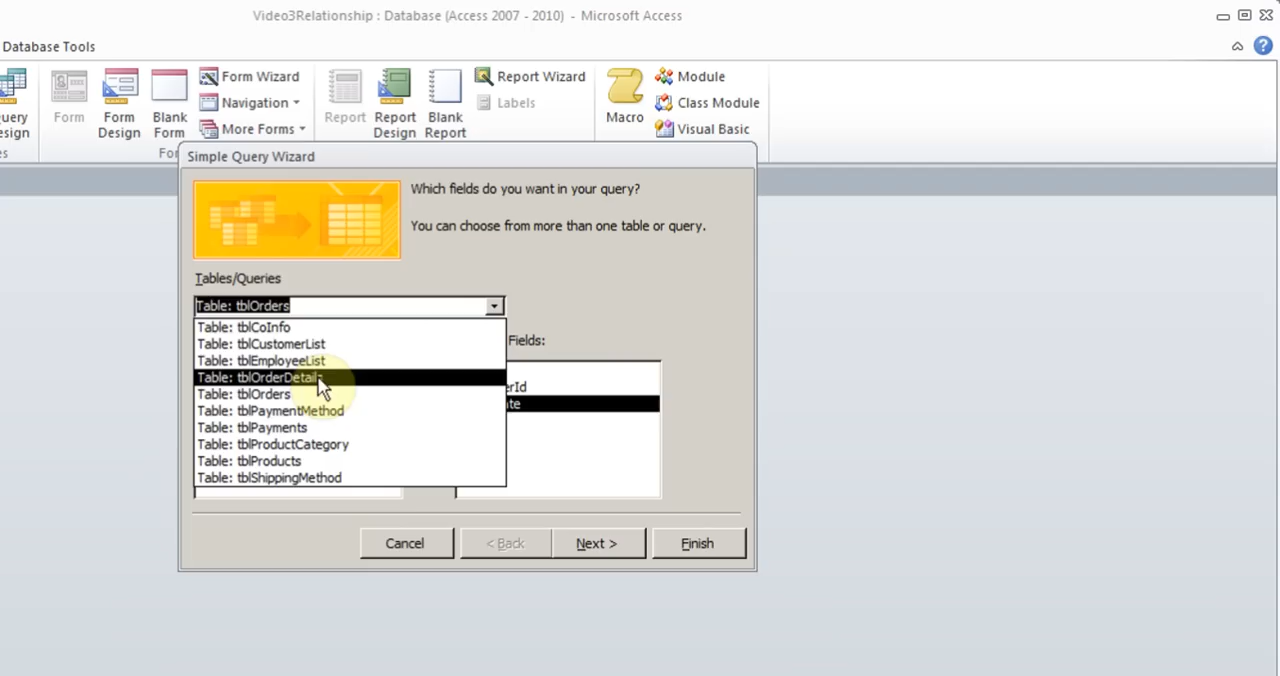 Video3Relationship : Database (Access 2007 - 2010) - Microsoft Access
Database Tools
Form Wizard
Navigation
More Forms
Form
Form Design
Blank Form
Report
Report Design
Blank Report
Report Wizard
Labels
Macro
Module
Class Module
Visual Basic
Simple Query Wizard
Which fields do you want in your query?
You can choose from more than one table or query.
Tables/Queries
Table: tblOrders
Table: tblCoInfo
Table: tblCustomerList
Table: tblEmployeeList
Table: tblOrderDetails
Table: tblOrders
Table: tblPaymentMethod
Table: tblPayments
Table: tblProductCategory
Table: tblProducts
Table: tblShippingMethod
Fields:
Cancel
< Back
Next >
Finish